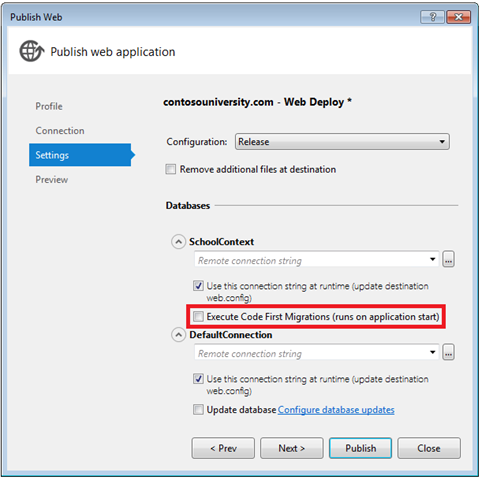 Publish Web
Publish web application
Profile
Connection
Settings
Preview
contosouniversity.com - Web Deploy *
Configuration: Release
Remove additional files at destination
Databases
SchoolContext
Remote connection string
...
Use this connection string at runtime (update destination
web.config)
Execute Code First Migrations (runs on application start)
DefaultConnection
Remote connection string
...
Use this connection string at runtime (update destination
web.config)
Update database Configure database updates
< Prev Next > Publish Close